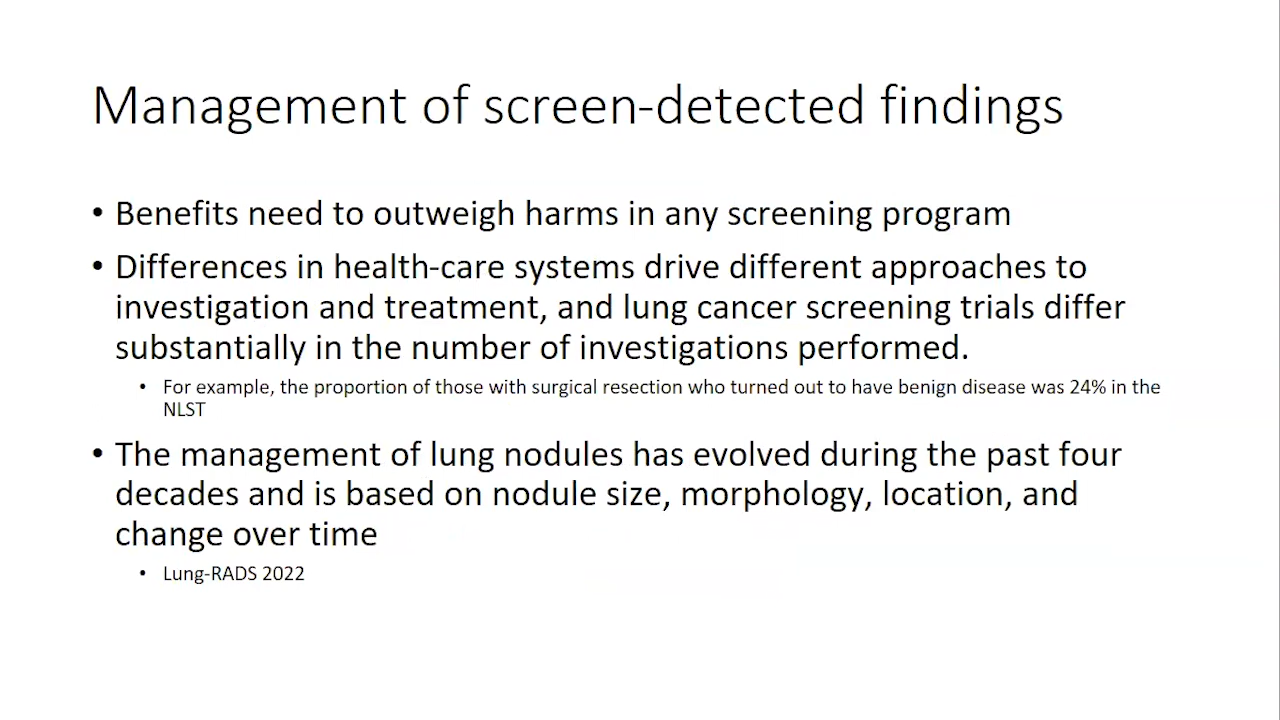 Management of screen-detected findings
• Benefits need to outweigh harms in any screening program
• Differences in health-care systems drive different approaches to
investigation and treatment, and lung cancer screening trials differ
substantially in the number of investigations performed.
• For example, the proportion of those with surgical resection who turned out to have benign disease was 24% in the
NLST
• The management of lung nodules has evolved during the past four
decades and is based on nodule size, morphology, location, and
change over time
• Lung-RADS 2022